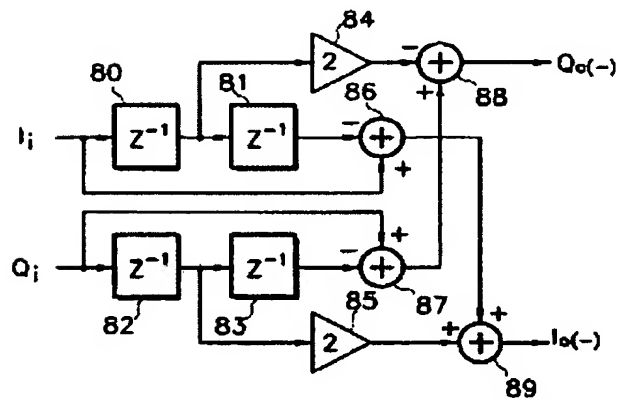 84
2
−
+
88
Qo(-)
80
81
Z⁻¹
Z⁻¹
86
−
+
+
Ii
+
−
+
Qi
Z⁻¹
Z⁻¹
87
82
83
85
2
+
+
+
Io(-)
89